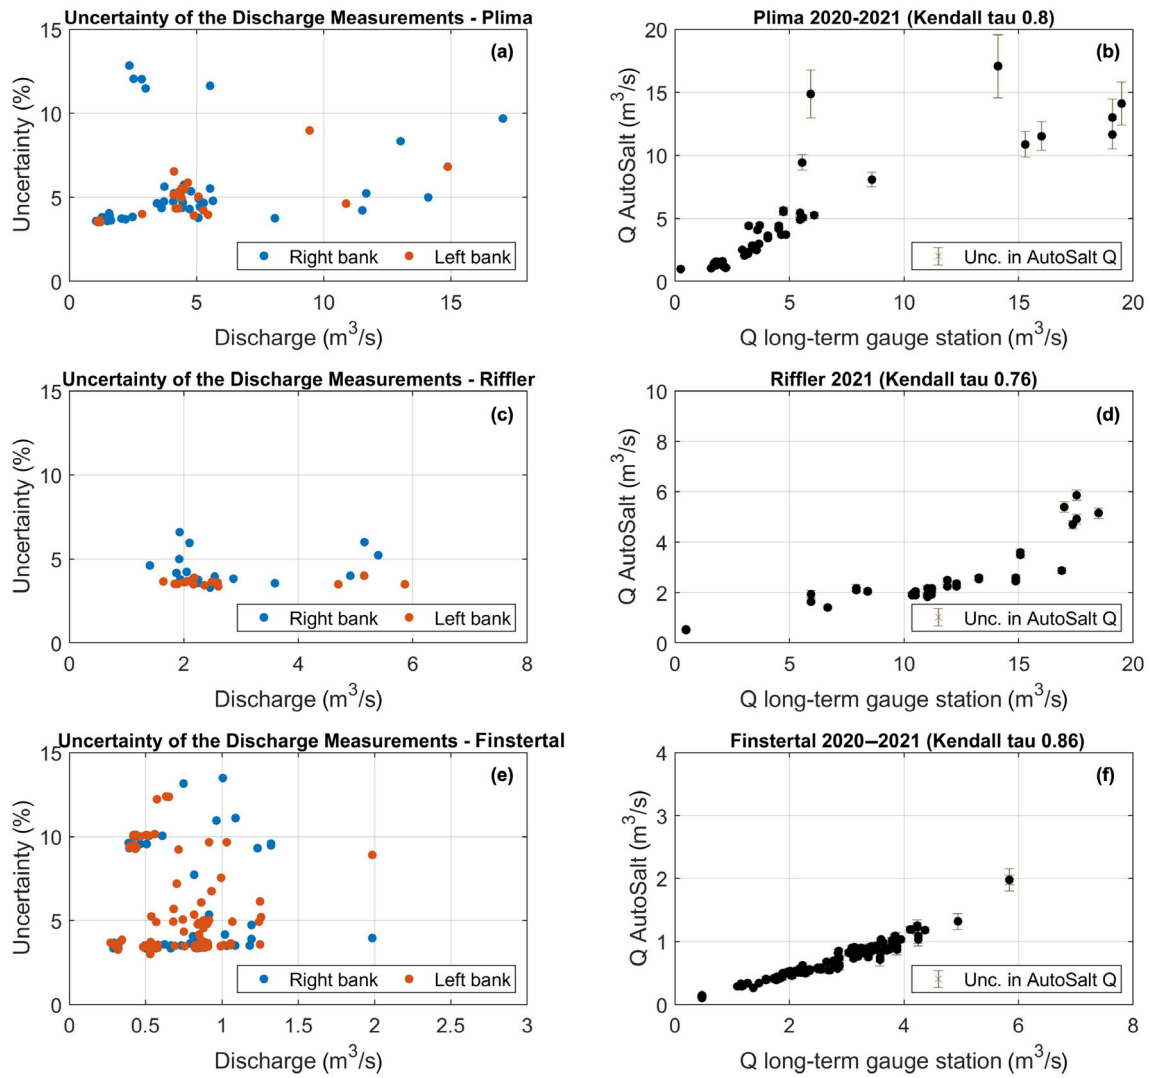 Uncertainty of the Discharge Measurements - Plima
(a)
15
10
5
0
Uncertainty (%)
Right bank
Left bank
0
5
10
15
Discharge (m³/s)
Plima 2020-2021 (Kendall tau 0.8)
(b)
20
15
10
5
0
Q AutoSalt (m³/s)
Unc. in AutoSalt Q
0
5
10
15
20
Q long-term gauge station (m³/s)
Uncertainty of the Discharge Measurements - Riffler
(c)
15
10
5
0
Uncertainty (%)
Right bank
Left bank
0
2
4
6
8
Discharge (m³/s)
Riffler 2021 (Kendall tau 0.76)
(d)
10
8
6
4
2
0
Q AutoSalt (m³/s)
Unc. in AutoSalt Q
0
5
10
15
20
Q long-term gauge station (m³/s)
Uncertainty of the Discharge Measurements - Finstertal
(e)
15
10
5
0
Uncertainty (%)
Right bank
Left bank
0
0.5
1
1.5
2
2.5
3
Discharge (m³/s)
Finstertal 2020–2021 (Kendall tau 0.86)
(f)
4
3
2
1
0
Q AutoSalt (m³/s)
Unc. in AutoSalt Q
0
2
4
6
8
Q long-term gauge station (m³/s)